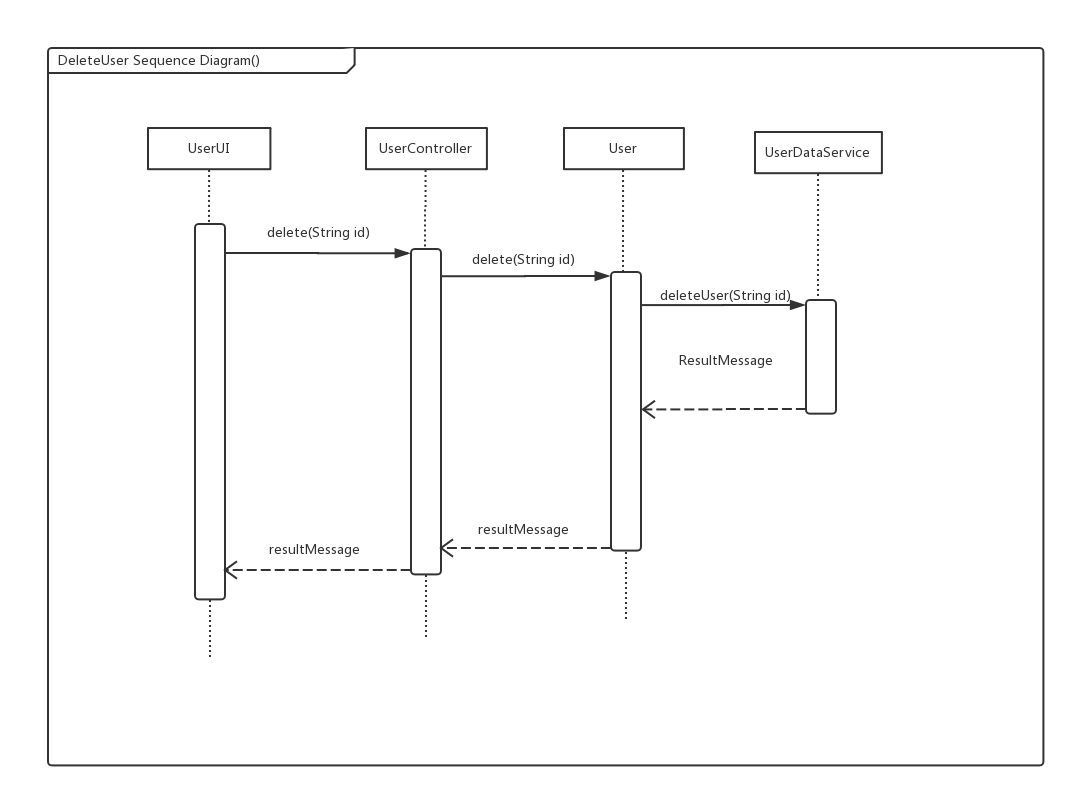 DeleteUser Sequence Diagram()
UserUI
UserController
User
UserDataService
delete(String id)
delete(String id)
deleteUser(String id)
ResultMessage
resultMessage
resultMessage